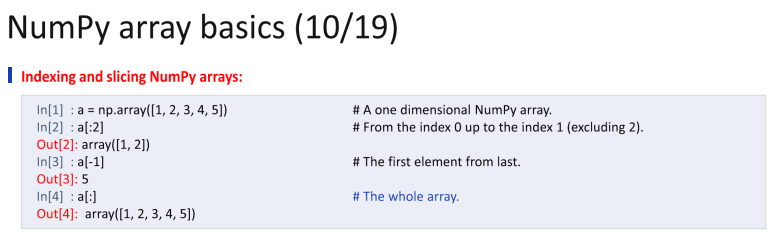 NumPy array basics (10/19)
Indexing and slicing NumPy arrays:
In[1] : a = np.array([1, 2, 3, 4, 5]) # A one dimensional NumPy array.
In[2] : a[:2] # From the index 0 up to the index 1 (excluding 2).
Out[2]: array([1, 2])
In[3] : a[-1] # The first element from last.
Out[3]: 5
In[4] : a[:] # The whole array.
Out[4]: array([1, 2, 3, 4, 5])